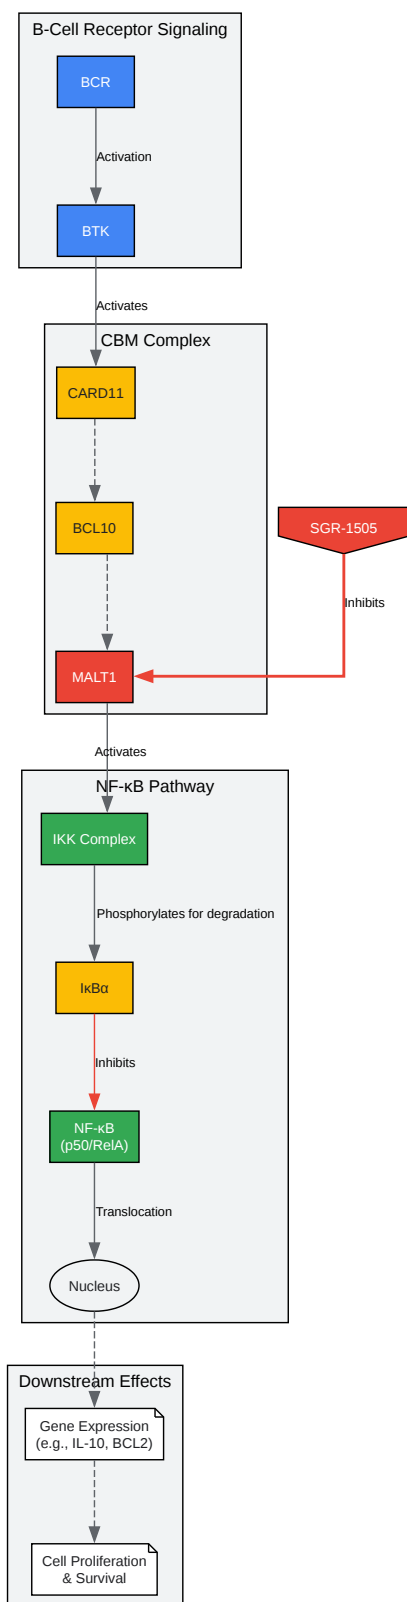 B-Cell Receptor Signaling
BCR
Activation
BTK
Activates
CBM Complex
CARD11
BCL10
SGR-1505
Inhibits
MALT1
Activates
NF-κB Pathway
IKK Complex
Phosphorylates for degradation
IκBα
Inhibits
NF-κB
(p50/RelA)
Translocation
Nucleus
Downstream Effects
Gene Expression
(e.g., IL-10, BCL2)
Cell Proliferation
& Survival